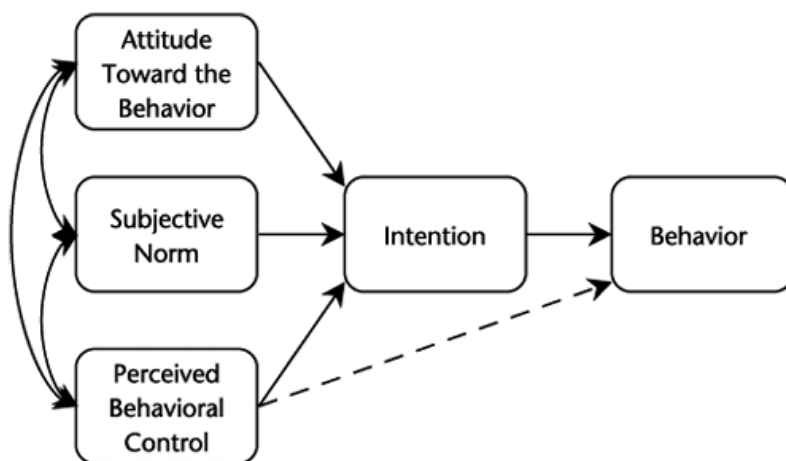 Attitude
Toward the
Behavior
Subjective
Norm
Intention
Behavior
Perceived
Behavioral
Control